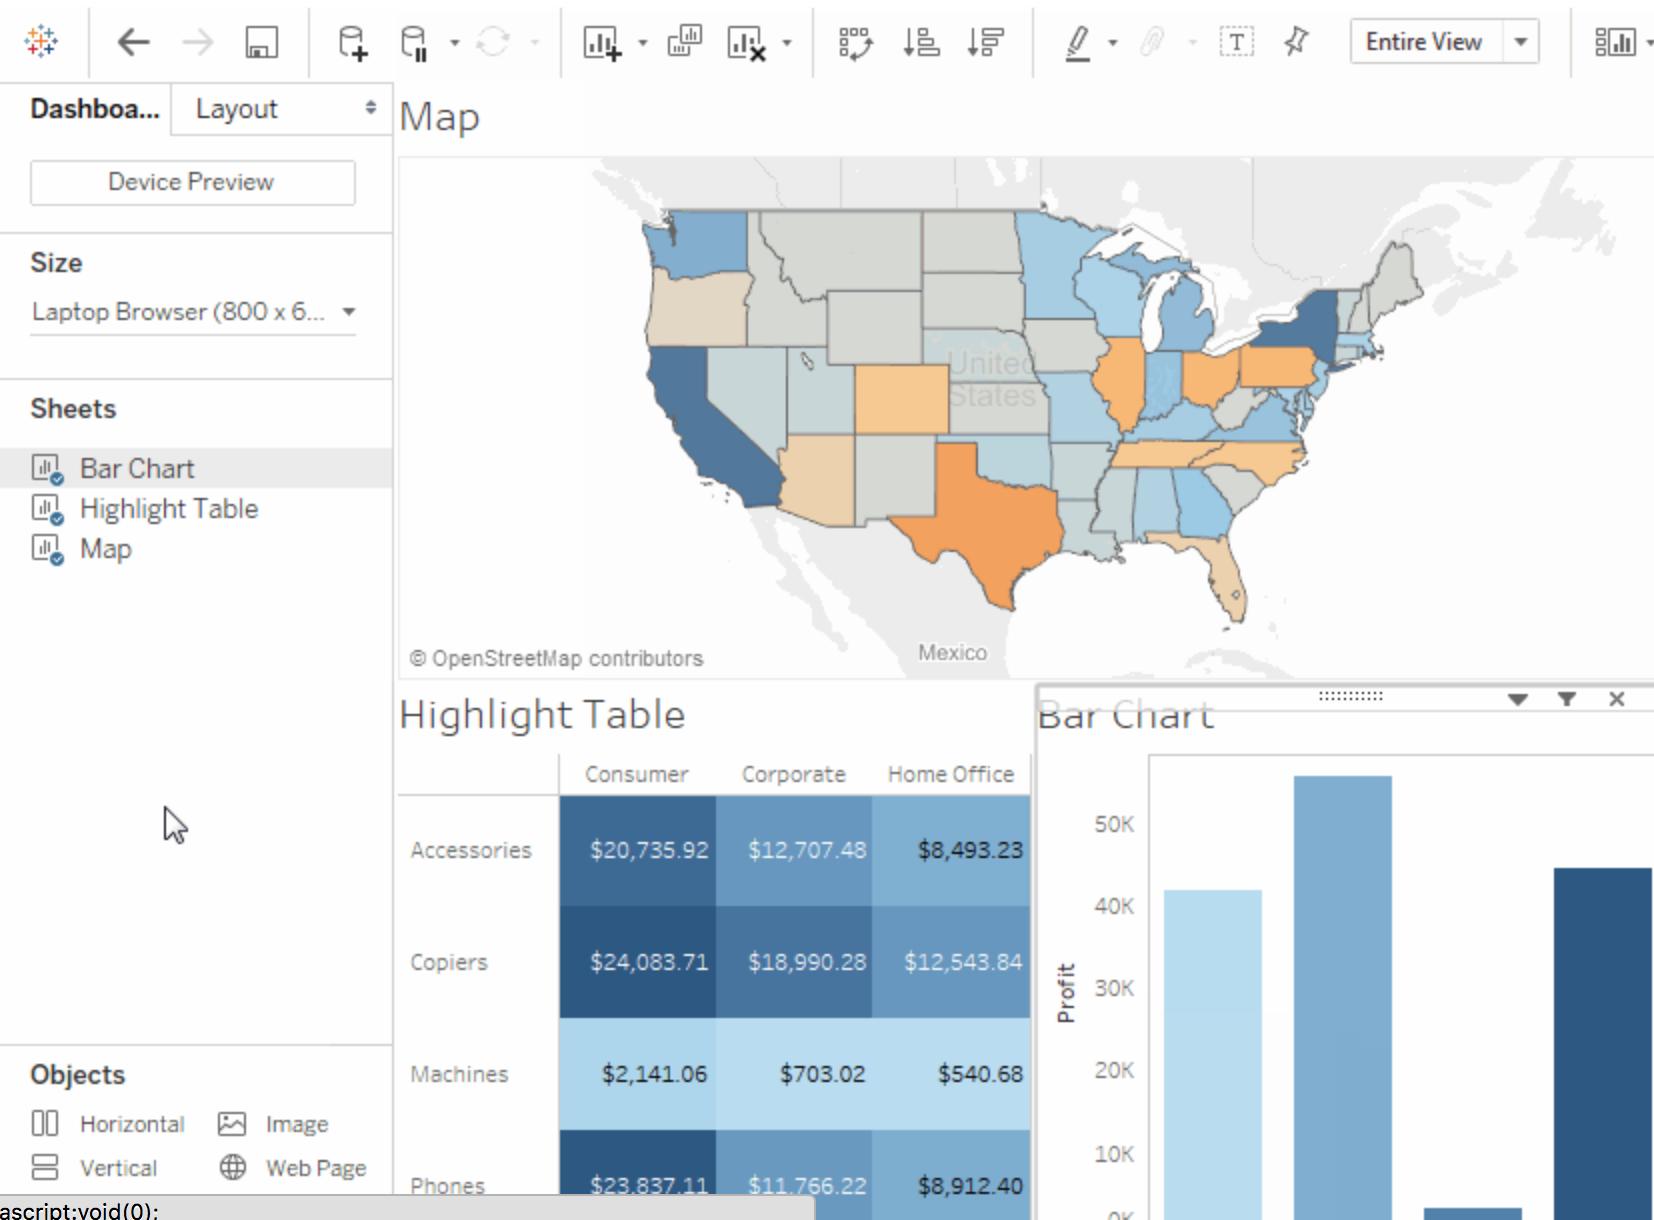 T
Entire View
Dashboa...
Layout
Map
Device Preview
Size
Laptop Browser (800 x 6...
Sheets
Bar Chart
Highlight Table
Map
United
States
Mexico
© OpenStreetMap contributors
Highlight Table
Consumer Corporate Home Office
Accessories $20,735.92 $12,707.48 $8,493.23
Copiers $24,083.71 $18,990.28 $12,543.84
Machines $2,141.06 $703.02 $540.68
Phones $23,837.11 $11,766.22 $8,912.40
Bar Chart
Profit
50K
40K
30K
20K
10K
0K
Objects
Horizontal
Image
Vertical
Web Page
ascript:void(0);